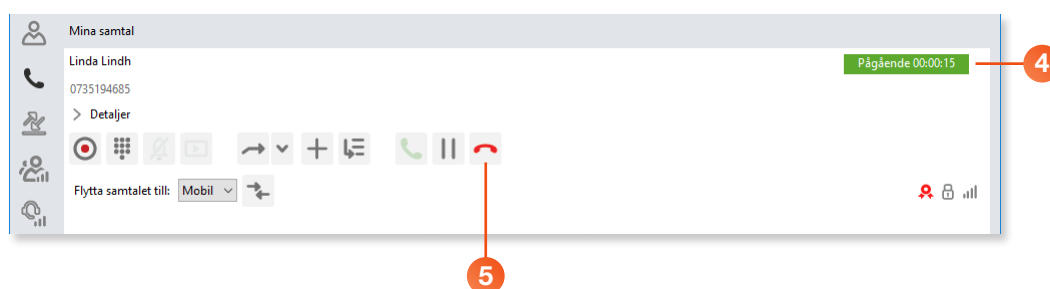 Mina samtal
Linda Lindh
Pågående 00:00:15
4
0735194685
Detaljer
Flytta samtalet till: Mobil
5